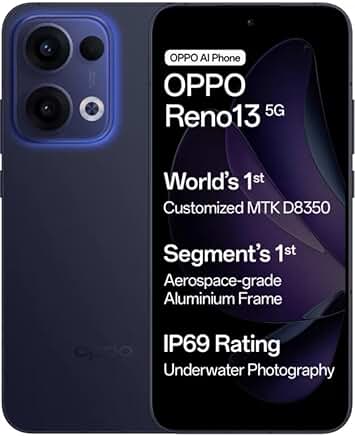 OPPO AI Phone
OPPO
Reno13 5G
World's 1st
Customized MTK D8350
Segment's 1st
Aerospace-grade
Aluminium Frame
IP69 Rating
Underwater Photography
oppo